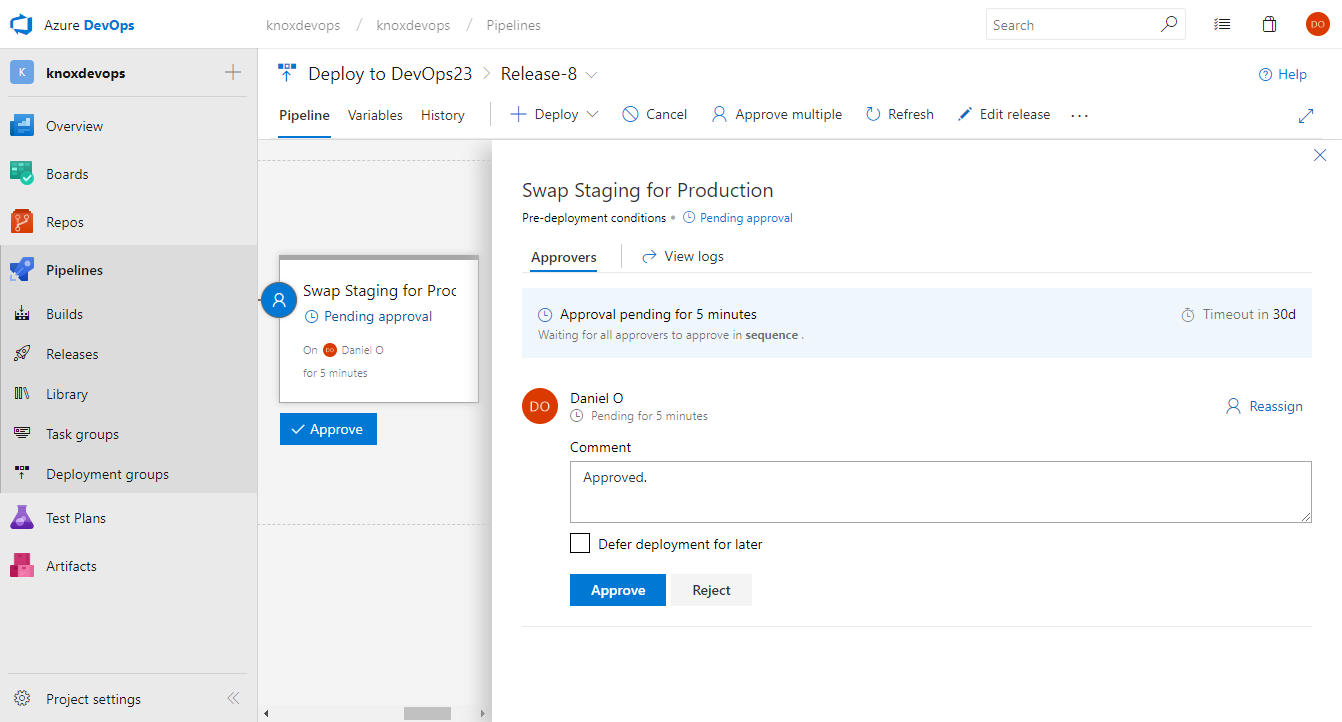 Azure DevOps
knoxdevops / knoxdevops / Pipelines
Search
DO
K
knoxdevops
Overview
Boards
Repos
Pipelines
Builds
Releases
Library
Task groups
Deployment groups
Test Plans
Artifacts
Project settings
Deploy to DevOps23 > Release-8
Help
Pipeline
Variables
History
Deploy
Cancel
Approve multiple
Refresh
Edit release
...
Swap Staging for Proc
Pending approval
On DO Daniel O
for 5 minutes
Approve
Swap Staging for Production
Pre-deployment conditions • Pending approval
Approvers
View logs
Approval pending for 5 minutes
Timeout in 30d
Waiting for all approvers to approve in sequence .
DO
Daniel O
Pending for 5 minutes
Reassign
Comment
Approved.
Defer deployment for later
Approve
Reject